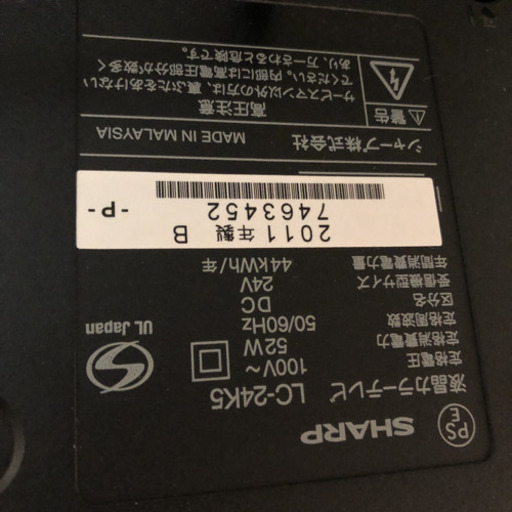 SHARP
PS
E
液晶カラーテレビ LC-24K5
定格電圧 100V~
定格消費電力 52W
定格周波数 50/60Hz
区分名 DC
受信機型サイズ 24V
年間消費電力量 44kWh/年
UL Japan
2011年製 B
7463452
-P-
シャープ株式会社 MADE IN MALAYSIA
警告 高圧注意
サービスマン以外の方は、裏ぶたをあけない
でください。内部には高電圧部分が数多く
あり、万一さわると危険です。